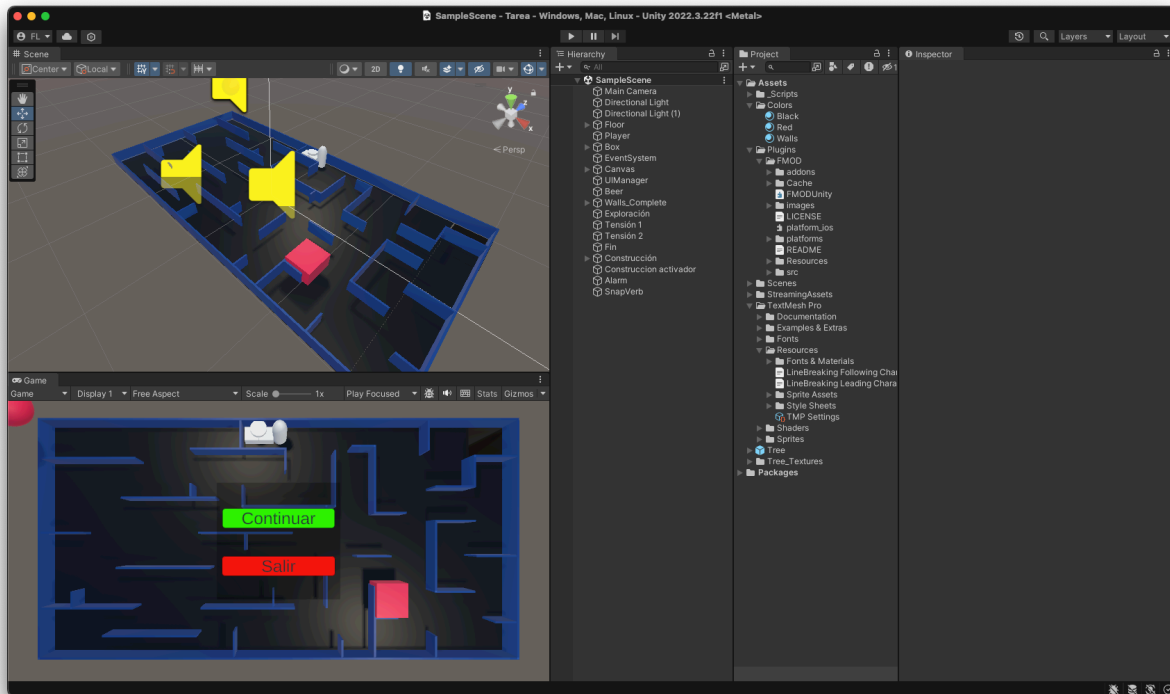 SampleScene - Tarea - Windows, Mac, Linux - Unity 2022.3.22f1 <Metal>
FL
Layers
Layout
Scene
Center
Local
2D
y
z
x
Persp
Game
Game
Display 1
Free Aspect
Scale
1x
Play Focused
Stats
Gizmos
Continuar
Salir
Hierarchy
All
SampleScene
Main Camera
Directional Light
Directional Light (1)
Floor
Player
Box
EventSystem
Canvas
UIManager
Beer
Walls_Complete
Exploración
Tensión 1
Tensión 2
Fin
Construcción
Construccion activador
Alarm
SnapVerb
Project
1
Assets
_Scripts
Colors
Black
Red
Walls
Plugins
FMOD
addons
Cache
FMODUnity
images
LICENSE
platform_ios
platforms
README
Resources
src
Scenes
StreamingAssets
TextMesh Pro
Documentation
Examples & Extras
Fonts
Resources
Fonts & Materials
LineBreaking Following Char
LineBreaking Leading Chara
Sprite Assets
Style Sheets
TMP Settings
Shaders
Sprites
Tree
Tree_Textures
Packages
Inspector